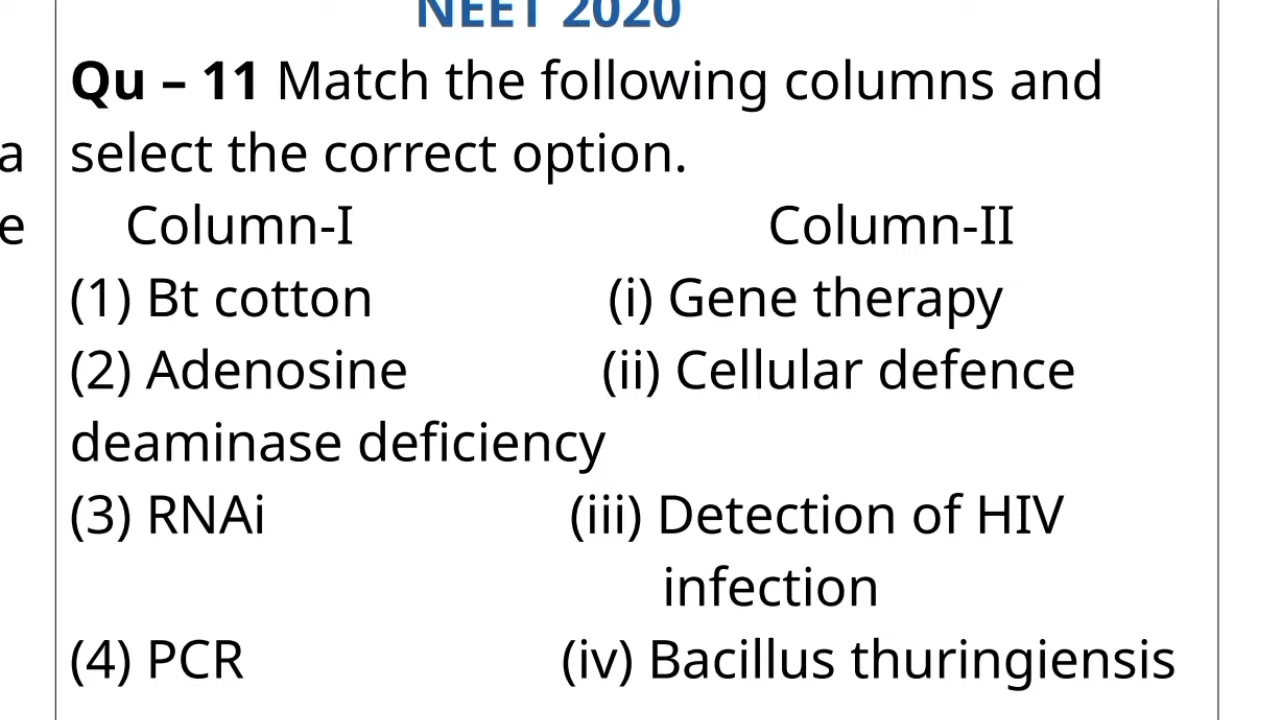 NEET 2020
Qu – 11 Match the following columns and
a select the correct option.
e Column-I Column-II
(1) Bt cotton (i) Gene therapy
(2) Adenosine (ii) Cellular defence
deaminase deficiency
(3) RNAi (iii) Detection of HIV
infection
(4) PCR (iv) Bacillus thuringiensis